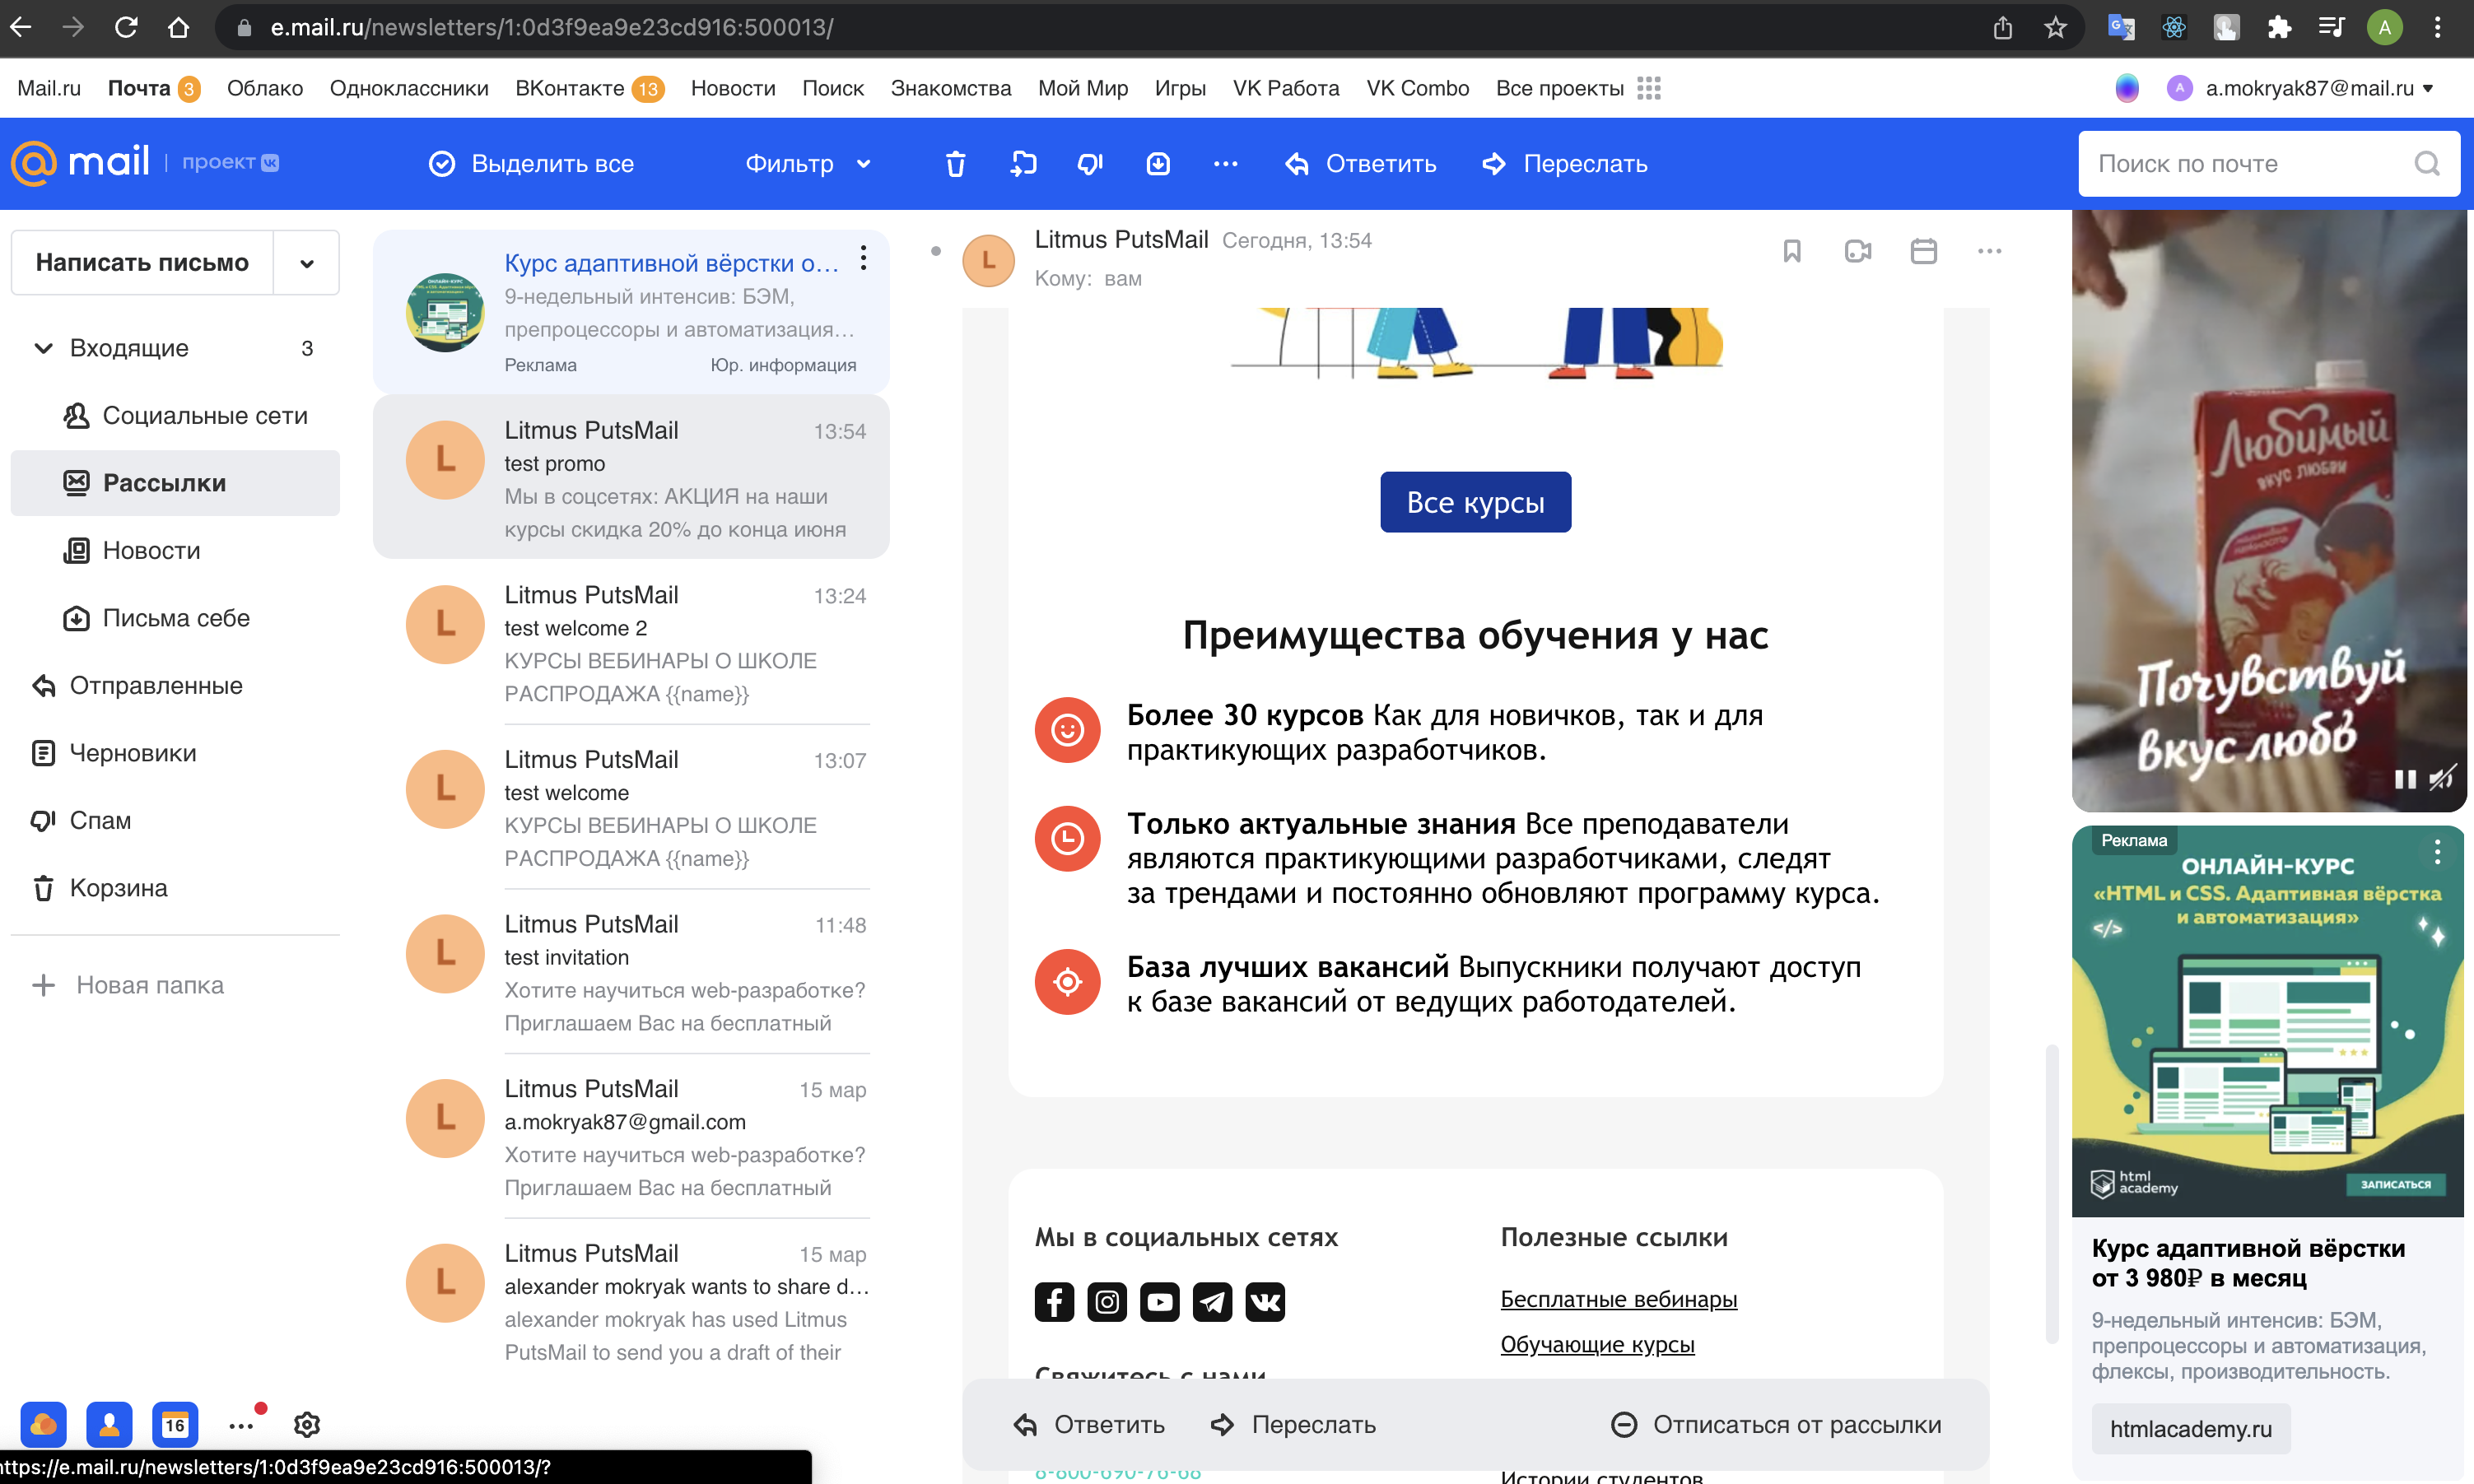 e.mail.ru/newsletters/1:0d3f9ea9e23cd916:500013/
A
Mail.ru
Почта 3
Облако
Одноклассники
ВКонтакте 13
Новости
Поиск
Знакомства
Мой Мир
Игры
VK Работа
VK Combo
Все проекты
A
a.mokryak87@mail.ru
mail
проект
Выделить все
Фильтр
Ответить
Переслать
Поиск по почте
Написать письмо
Входящие 3
Социальные сети
Рассылки
Новости
Письма себе
Отправленные
Черновики
Спам
Корзина
Новая папка
16
https://e.mail.ru/newsletters/1:0d3f9ea9e23cd916:500013/?
Курс адаптивной вёрстки о...
9-недельный интенсив: БЭМ,
препроцессоры и автоматизация...
Реклама Юр. информация
L
Litmus PutsMail 13:54
test promo
Мы в соцсетях: АКЦИЯ на наши
курсы скидка 20% до конца июня
L
Litmus PutsMail 13:24
test welcome 2
КУРСЫ ВЕБИНАРЫ О ШКОЛЕ
РАСПРОДАЖА {{name}}
L
Litmus PutsMail 13:07
test welcome
КУРСЫ ВЕБИНАРЫ О ШКОЛЕ
РАСПРОДАЖА {{name}}
L
Litmus PutsMail 11:48
test invitation
Хотите научиться web-разработке?
Приглашаем Вас на бесплатный
L
Litmus PutsMail 15 мар
a.mokryak87@gmail.com
Хотите научиться web-разработке?
Приглашаем Вас на бесплатный
L
Litmus PutsMail 15 мар
alexander mokryak wants to share d...
alexander mokryak has used Litmus
PutsMail to send you a draft of their
L
Litmus PutsMail Сегодня, 13:54
Кому: вам
Все курсы
Преимущества обучения у нас
Более 30 курсов Как для новичков, так и для
практикующих разработчиков.
Только актуальные знания Все преподаватели
являются практикующими разработчиками, следят
за трендами и постоянно обновляют программу курса.
База лучших вакансий Выпускники получают доступ
к базе вакансий от ведущих работодателей.
Мы в социальных сетях
Свяжитесь с нами
8-800-690-76-68
Полезные ссылки
Бесплатные вебинары
Обучающие курсы
Истории студентов
Ответить
Переслать
Отписаться от рассылки
Любимый
вкус любви
Почувствуй
вкус любв
Реклама
ОНЛАЙН-КУРС
«HTML и CSS. Адаптивная вёрстка
и автоматизация»
</>
html
academy
ЗАПИСАТЬСЯ
Курс адаптивной вёрстки
от 3 980₽ в месяц
9-недельный интенсив: БЭМ,
препроцессоры и автоматизация,
флексы, производительность.
htmlacademy.ru